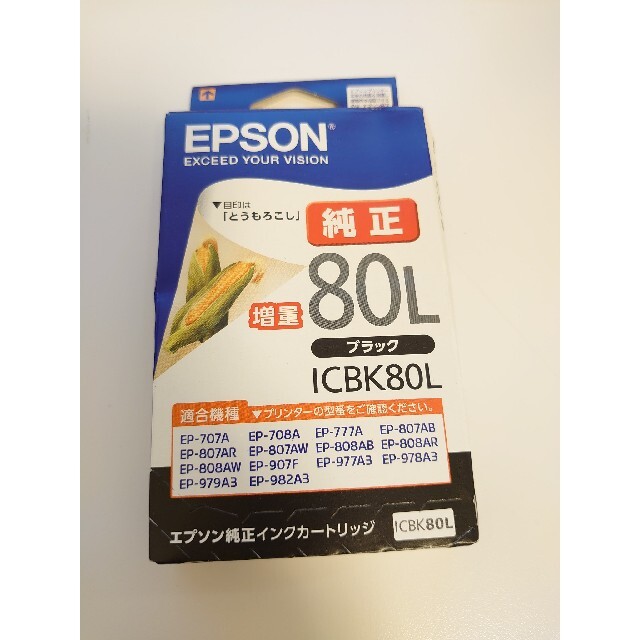 EPSON®
EXCEED YOUR VISION
▼目印は
「とうもろこし」
純正
増量
80L
ブラック
ICBK80L
適合機種 ▼プリンターの型番をご確認ください。
EP-707A EP-708A EP-777A EP-807AB
EP-807AR EP-807AW EP-808AB EP-808AR
EP-808AW EP-907F EP-977A3 EP-978A3
EP-979A3 EP-982A3
エプソン純正インクカートリッジ
ICBK80L